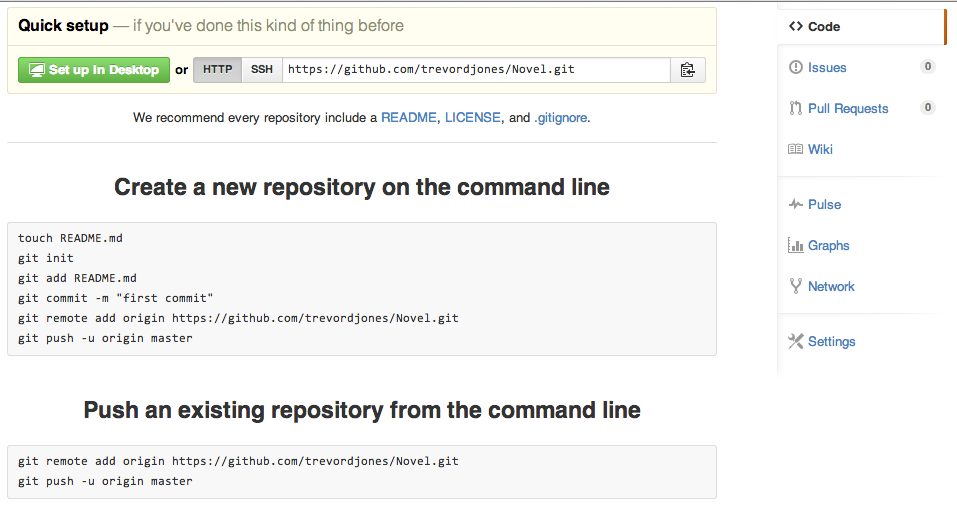 Quick setup — if you've done this kind of thing before
Set up in Desktop or HTTP SSH https://github.com/trevordjones/Novel.git
We recommend every repository include a README, LICENSE, and .gitignore.
Create a new repository on the command line
touch README.md
git init
git add README.md
git commit -m "first commit"
git remote add origin https://github.com/trevordjones/Novel.git
git push -u origin master
Push an existing repository from the command line
git remote add origin https://github.com/trevordjones/Novel.git
git push -u origin master
Code
Issues 0
Pull Requests 0
Wiki
Pulse
Graphs
Network
Settings